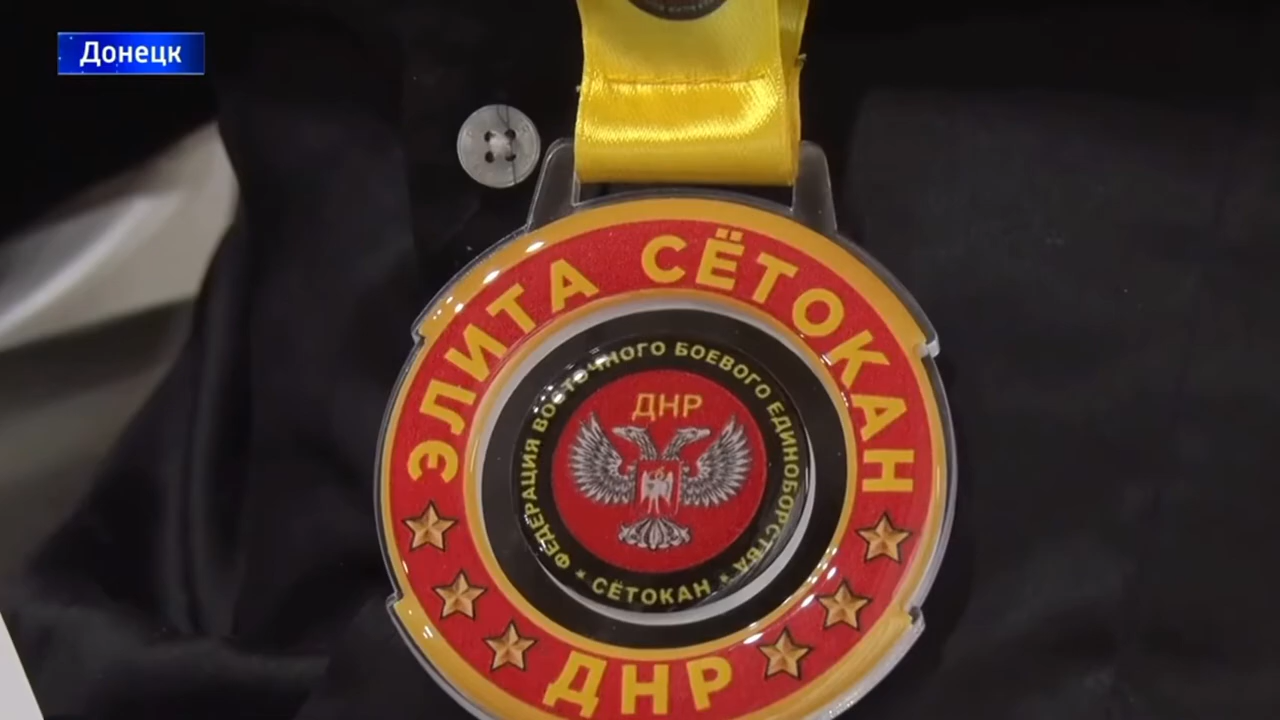 Донецк
ЭЛИТА СЁТОКАН
ФЕДЕРАЦИЯ ВОСТОЧНОГО БОЕВОГО ЕДИНОБОРСТВА
СЁТОКАН
ДНР
ДНР